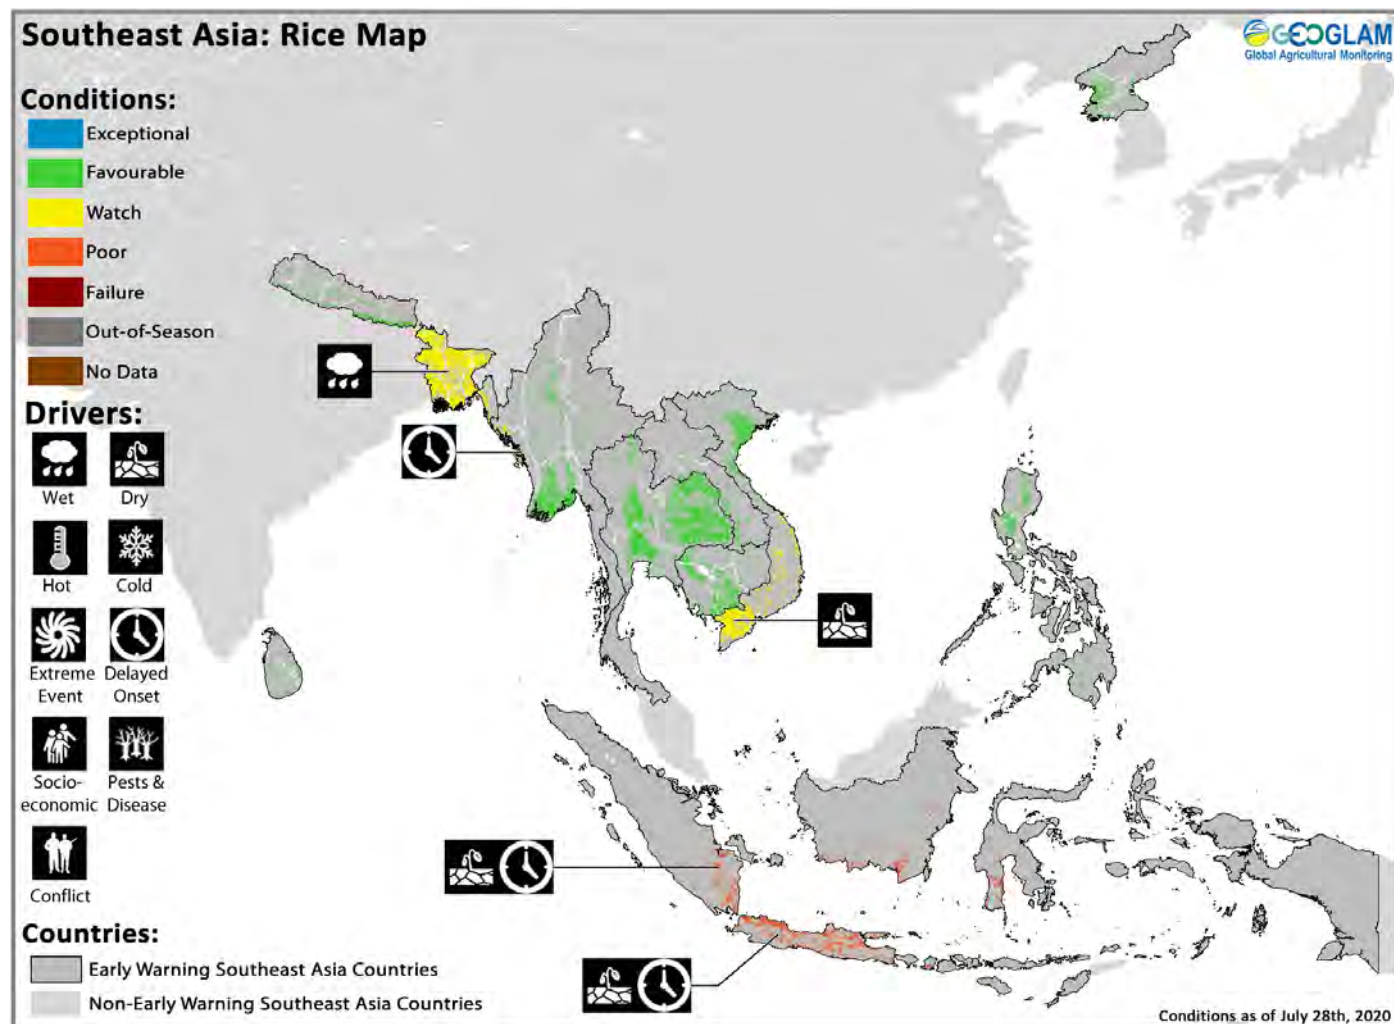 Southeast Asia: Rice Map
GEOGLAM
Global Agricultural Monitoring
Conditions:
Exceptional
Favourable
Watch
Poor
Failure
Out-of-Season
No Data
Drivers:
Wet
Dry
Hot
Cold
Extreme
Event
Delayed
Onset
Socio-
economic
Pests &
Disease
Conflict
Countries:
Early Warning Southeast Asia Countries
Non-Early Warning Southeast Asia Countries
Conditions as of July 28th, 2020